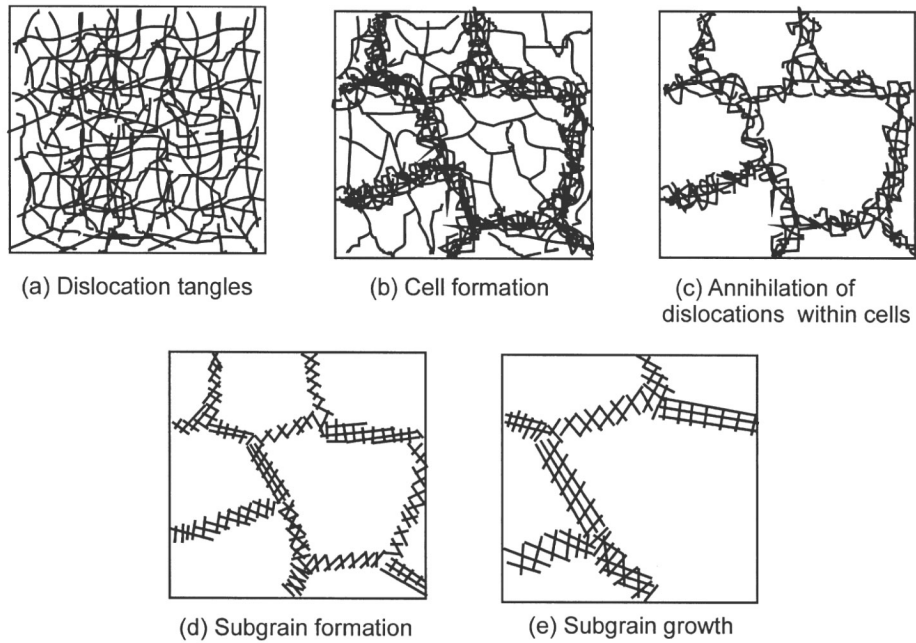 (a) Dislocation tangles
(b) Cell formation
(c) Annihilation of
dislocations within cells
(d) Subgrain formation
(e) Subgrain growth